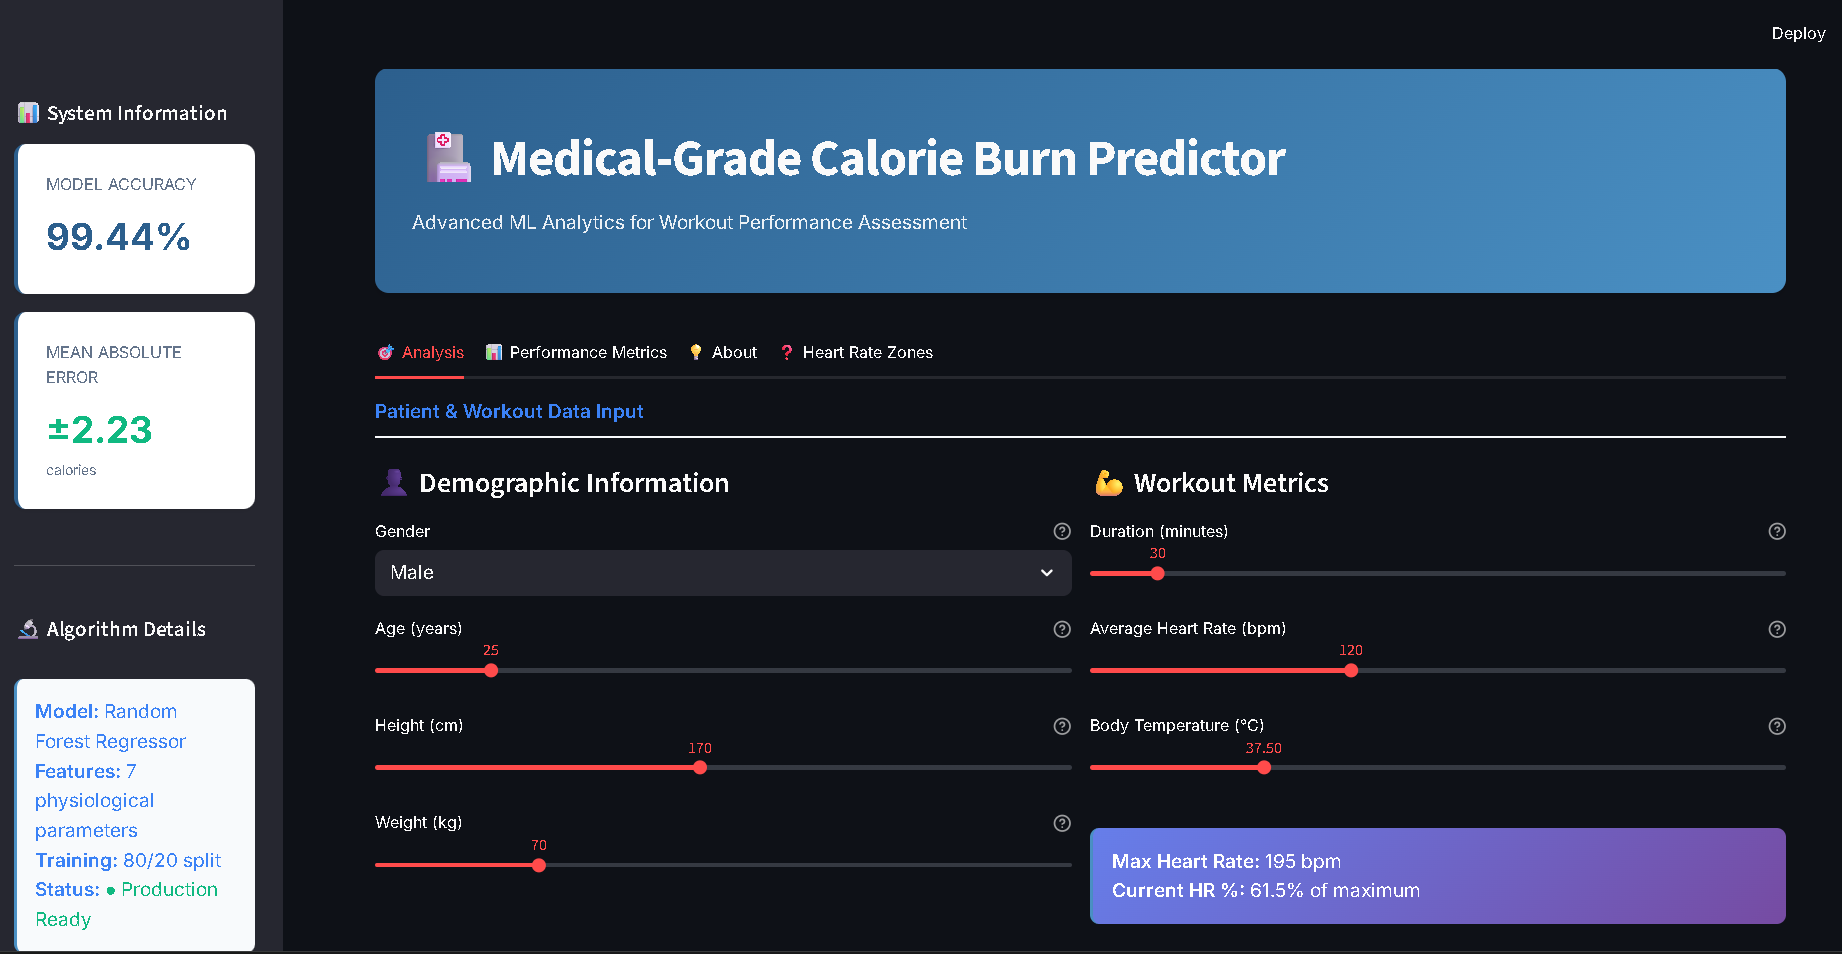 Deploy
System Information
MODEL ACCURACY
99.44%
MEAN ABSOLUTE
ERROR
±2.23
calories
Algorithm Details
Model: Random
Forest Regressor
Features: 7
physiological
parameters
Training: 80/20 split
Status: ● Production
Ready
Medical-Grade Calorie Burn Predictor
Advanced ML Analytics for Workout Performance Assessment
Analysis
Performance Metrics
About
Heart Rate Zones
Patient & Workout Data Input
Demographic Information
Gender
Male
Age (years)
25
Height (cm)
170
Weight (kg)
70
Workout Metrics
Duration (minutes)
30
Average Heart Rate (bpm)
120
Body Temperature (°C)
37.50
Max Heart Rate: 195 bpm
Current HR %: 61.5% of maximum